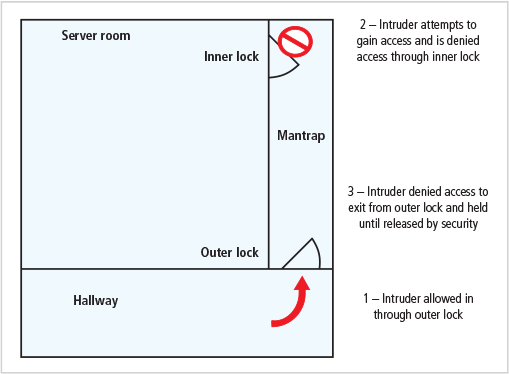 Server room
Inner lock
Mantrap
Outer lock
Hallway
2 – Intruder attempts to
gain access and is denied
access through inner lock
3 – Intruder denied access to
exit from outer lock and held
until released by security
1 – Intruder allowed in
through outer lock